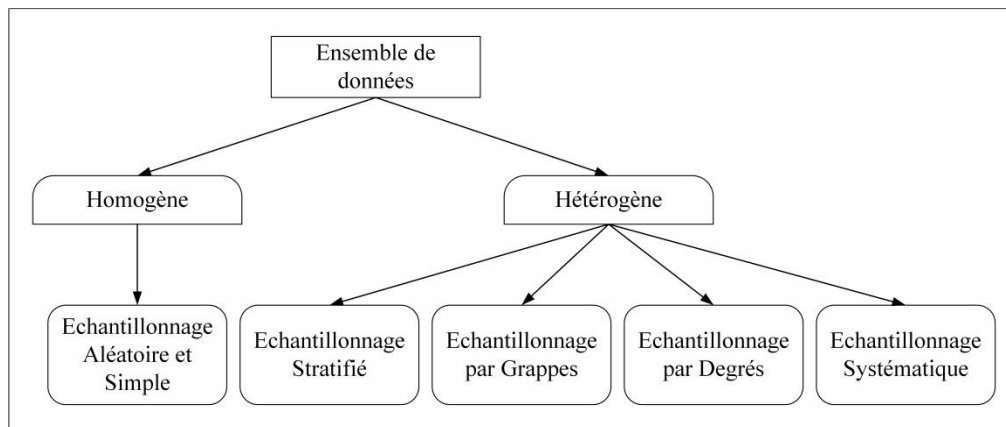 Ensemble de
données
Homogène
Hétérogène
Echantillonnage
Aléatoire et
Simple
Echantillonnage
Stratifié
Echantillonnage
par Grappes
Echantillonnage
par Degrés
Echantillonnage
Systématique